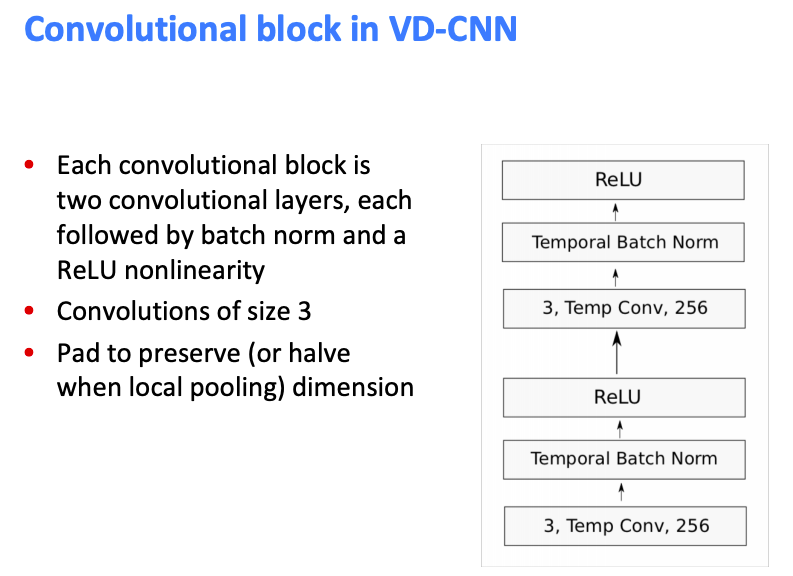 Convolutional block in VD-CNN
• Each convolutional block is
two convolutional layers, each
followed by batch norm and a
ReLU nonlinearity
• Convolutions of size 3
• Pad to preserve (or halve
when local pooling) dimension
ReLU
Temporal Batch Norm
3, Temp Conv, 256
ReLU
Temporal Batch Norm
3, Temp Conv, 256